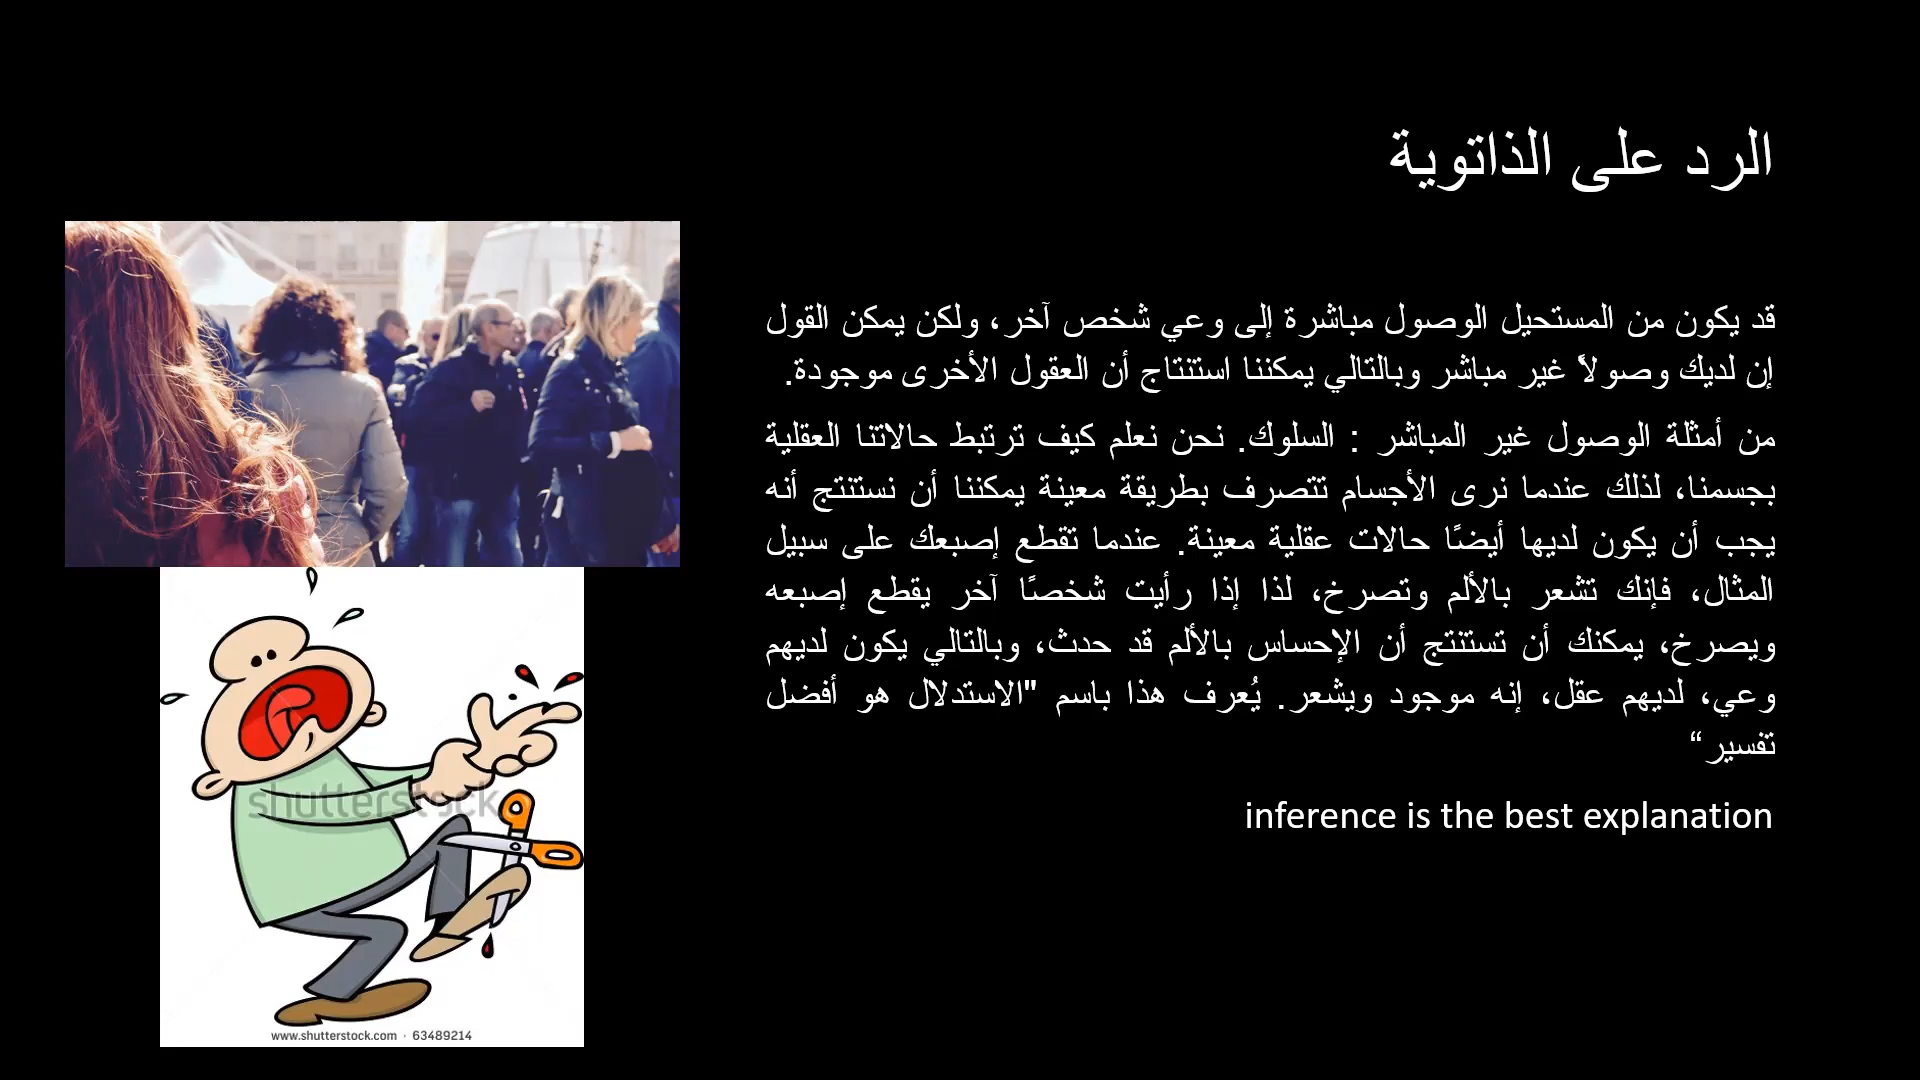 الرد على الذاتوية
قد يكون من المستحيل الوصول مباشرة إلى وعي شخص آخر، ولكن يمكن القول
إن لديك وصولاً غير مباشر وبالتالي يمكننا استنتاج أن العقول الأخرى موجودة.
من أمثلة الوصول غير المباشر : السلوك. نحن نعلم كيف ترتبط حالاتنا العقلية
بجسمنا، لذلك عندما نرى الأجسام تتصرف بطريقة معينة يمكننا أن نستنتج أنه
يجب أن يكون لديها أيضًا حالات عقلية معينة. عندما تقطع إصبعك على سبيل
المثال، فإنك تشعر بالألم وتصرخ، لذا إذا رأيت شخصًا آخر يقطع إصبعه
ويصرخ، يمكنك أن تستنتج أن الإحساس بالألم قد حدث، وبالتالي يكون لديهم
وعي، لديهم عقل، إنه موجود ويشعر. يُعرف هذا باسم "الاستدلال هو أفضل
تفسير“
inference is the best explanation
shutterstock
www.shutterstock.com · 63489214